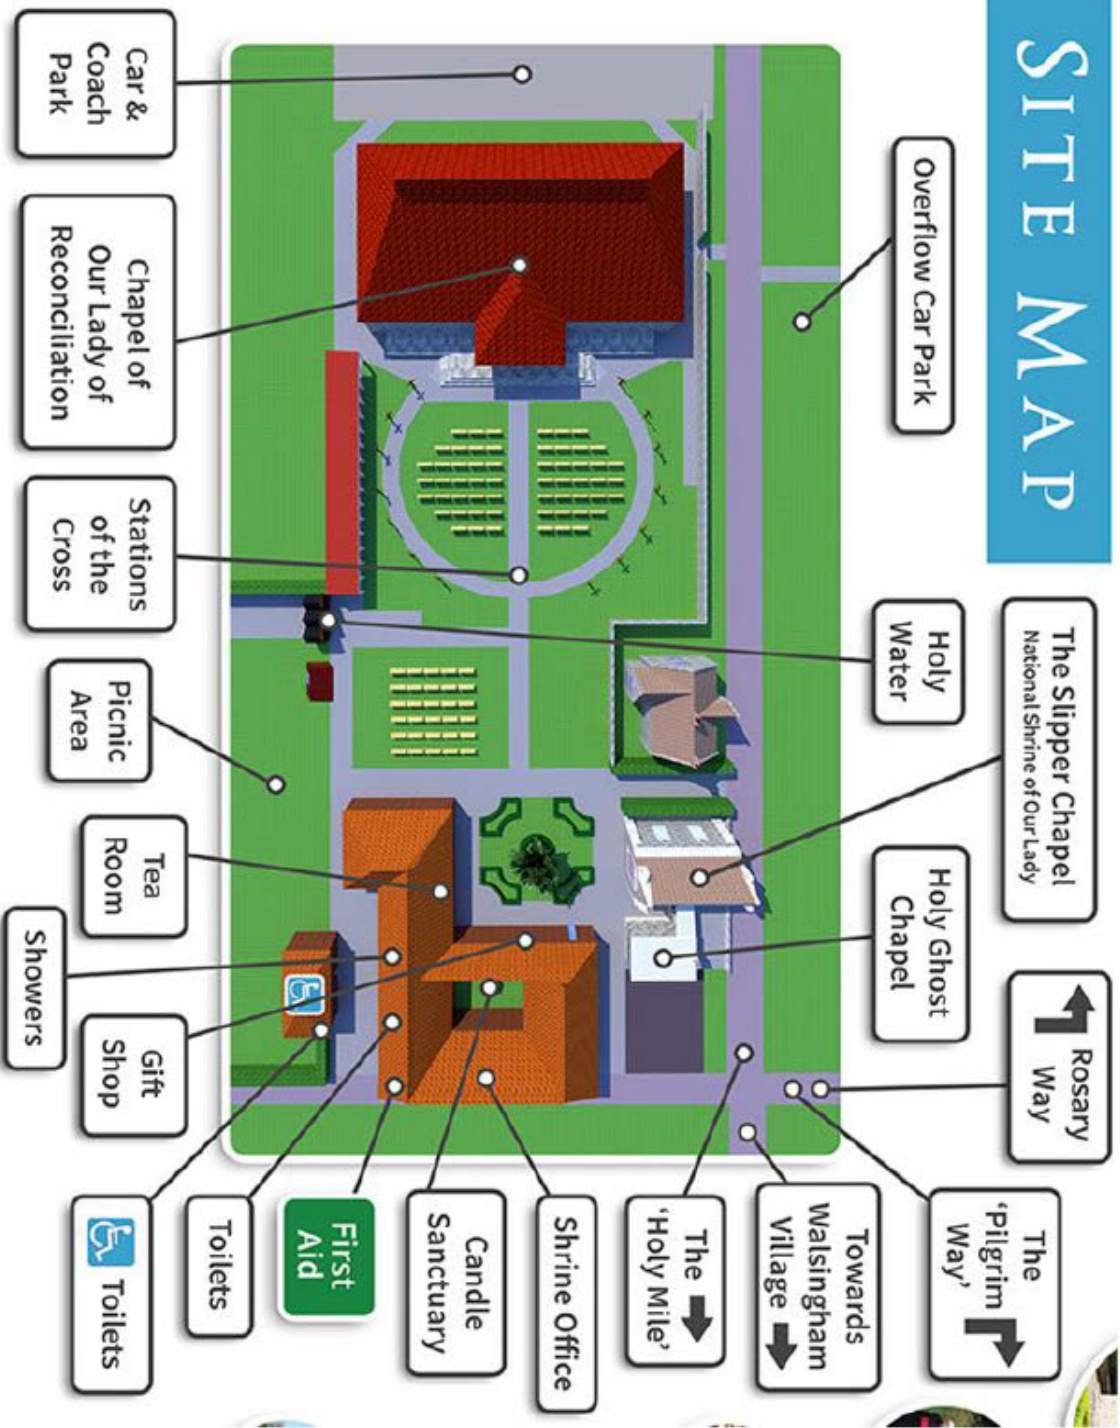 SITE MAP
Overflow Car Park
The Slipper Chapel
National Shrine of Our Lady
Holy
Water
Holy Ghost
Chapel
Rosary
Way
The
‘Pilgrim
Way’
Towards
Walsingham
Village
The
‘Holy Mile’
Shrine Office
Candle
Sanctuary
First
Aid
Toilets
Toilets
Car &
Coach
Park
Chapel of
Our Lady of
Reconciliation
Stations
of the
Cross
Picnic
Area
Tea
Room
Showers
Gift
Shop